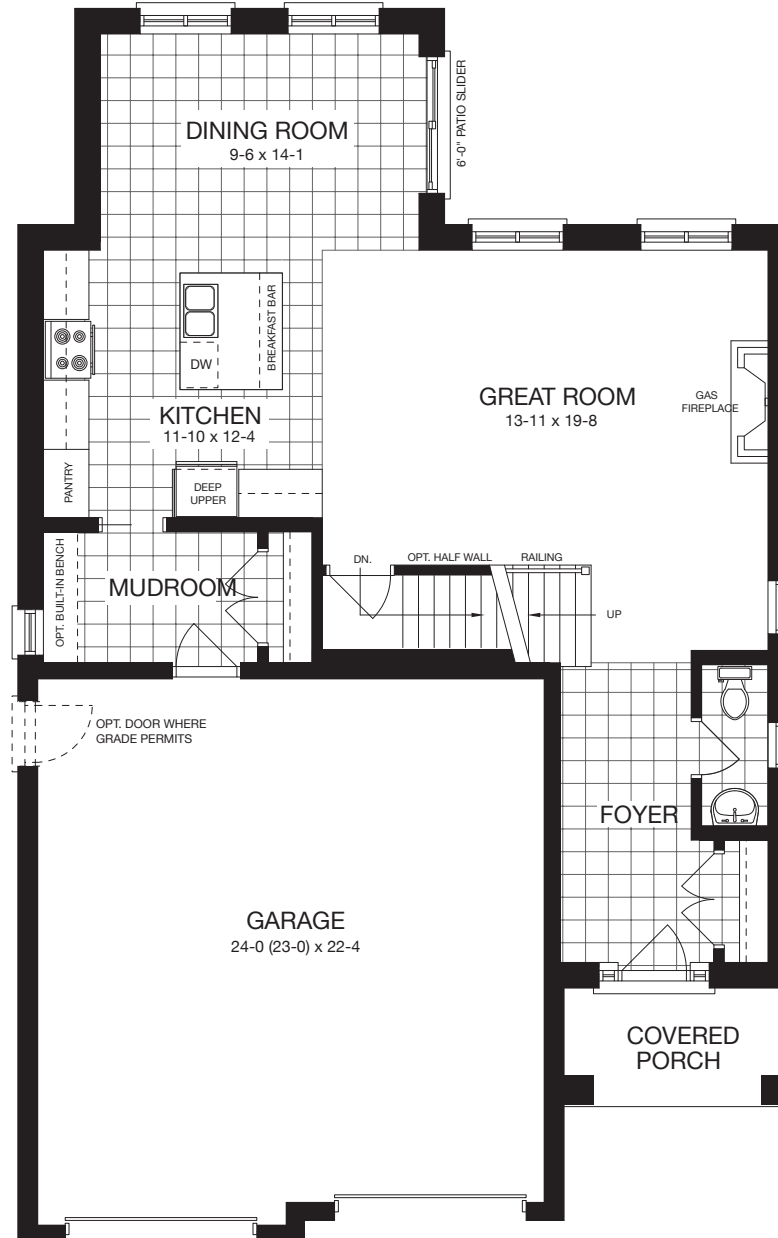 DINING ROOM
9-6 x 14-1
6'-0" PATIO SLIDER
BREAKFAST BAR
DW
KITCHEN
11-10 x 12-4
GREAT ROOM
13-11 x 19-8
GAS
FIREPLACE
PANTRY
DEEP
UPPER
OPT. BUILT-IN BENCH
MUDROOM
DN.
OPT. HALF WALL
RAILING
UP
OPT. DOOR WHERE
GRADE PERMITS
FOYER
GARAGE
24-0 (23-0) x 22-4
COVERED
PORCH